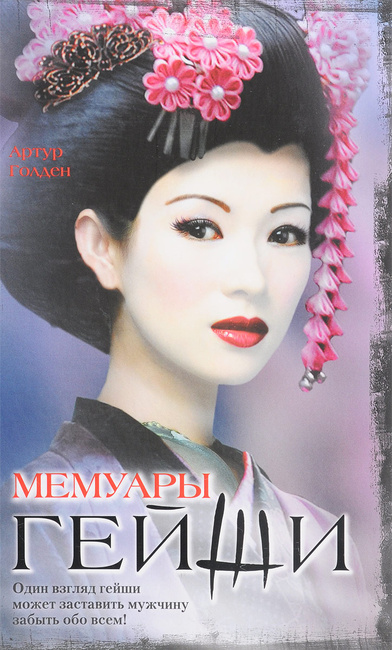 Артур
Голден
МЕМУАРЫ
ГЕЙШИ
Один взгляд гейши
может заставить мужчину
забыть обо всем!